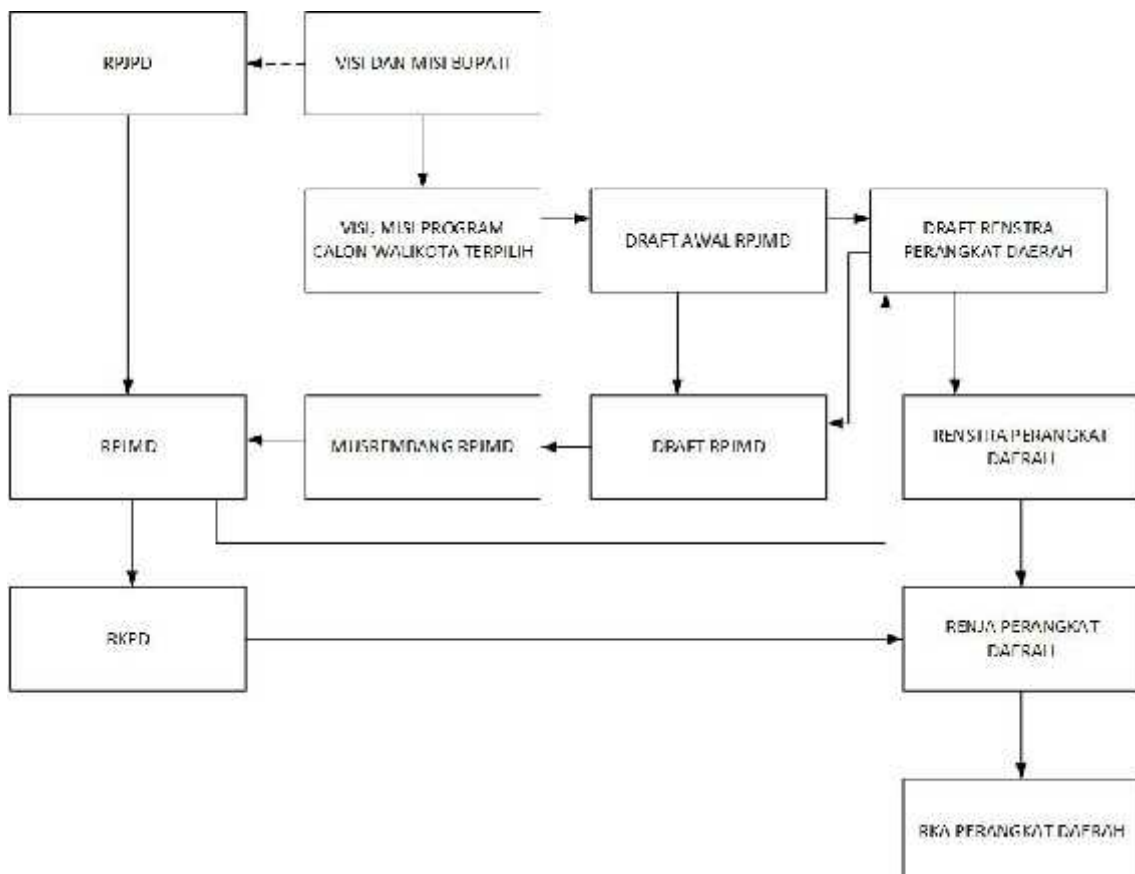 RPJPD
VISI DAN MISI BUPATI
VISI, MISI PROGRAM
CALON WALIKOTA TERPILIH
DRAFT AWAL RPJMD
DRAFT RENSTRA
PERANGKAT DAERAH
RPJMD
MUSREMBANG RPJMD
DRAFT RPJMD
RENSTRA PERANGKAT
DAERAH
RKPD
RENJA PERANGKAT
DAERAH
RKA PERANGKAT DAERAH